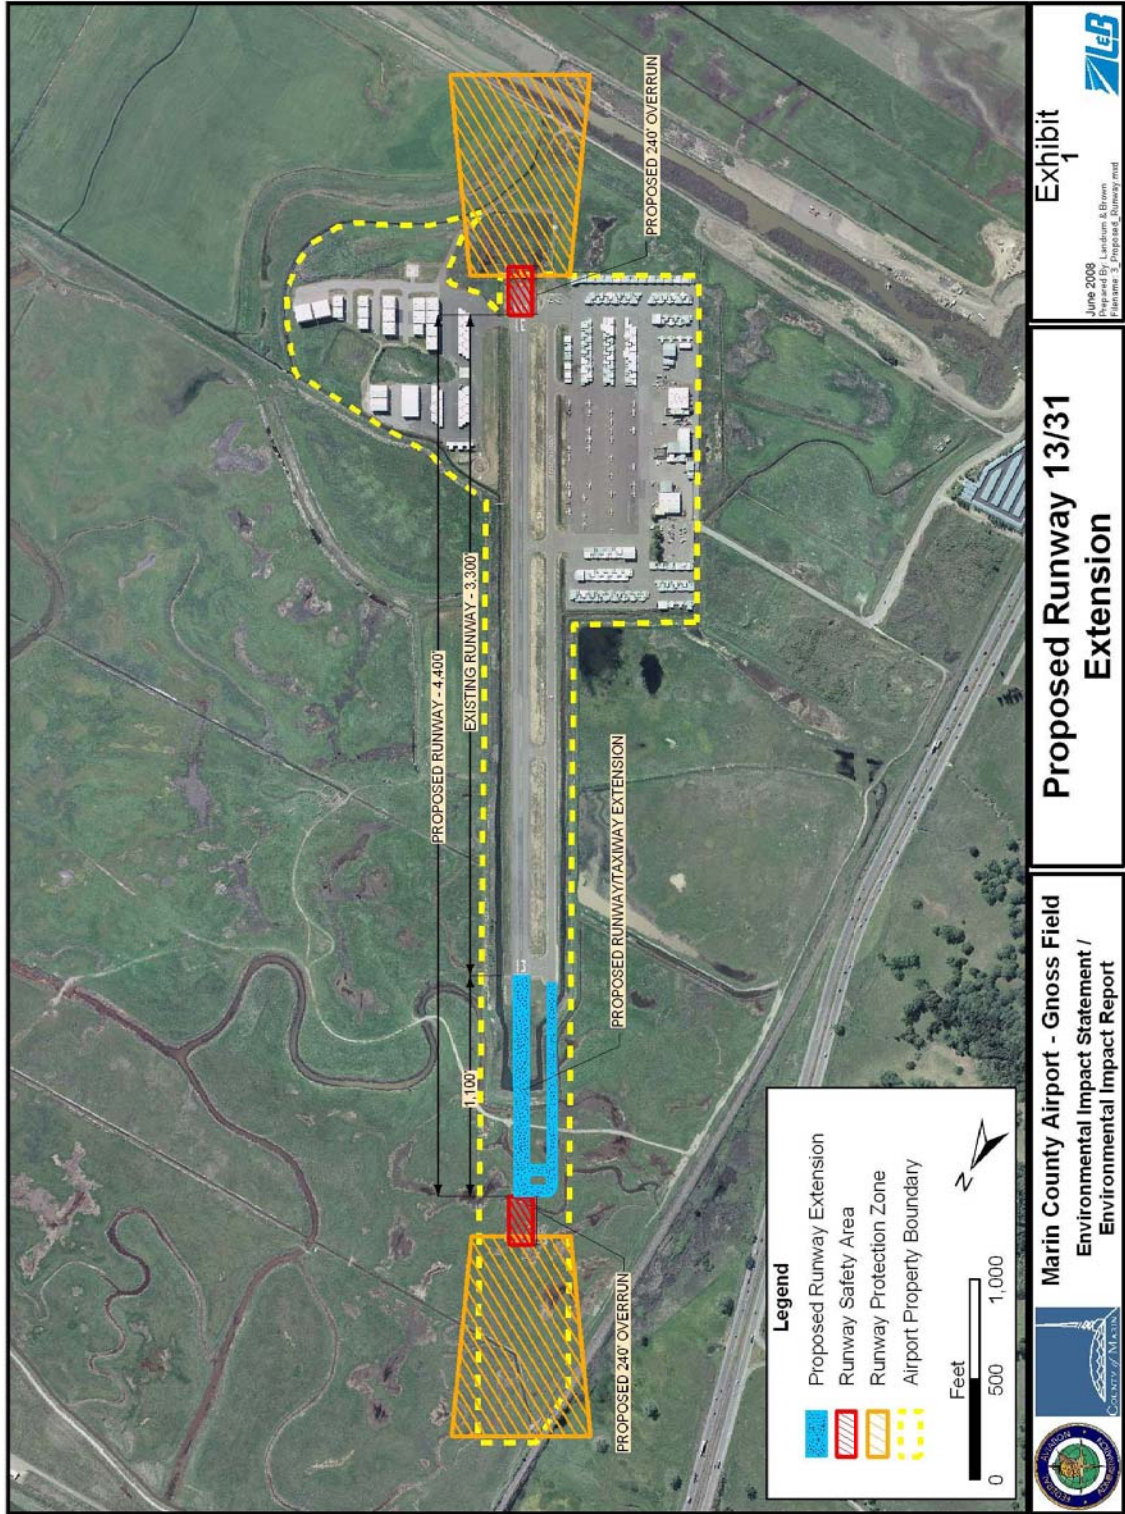 PROPOSED 240' OVERRUN
PROPOSED RUNWAY - 4,400'
EXISTING RUNWAY - 3,300'
1,100'
PROPOSED RUNWAY/TAXIWAY EXTENSION
PROPOSED 240' OVERRUN
13
Legend
Proposed Runway Extension
Runway Safety Area
Runway Protection Zone
Airport Property Boundary
Feet
0 500 1,000
N
FEDERAL AVIATION ADMINISTRATION
COUNTY OF MARIN
Marin County Airport - Gnoss Field
Environmental Impact Statement /
Environmental Impact Report
Proposed Runway 13/31
Extension
Exhibit
1
June 2008
Prepared By: Landrum & Brown
Filename: 3_Proposed_Runway.mxd
L&B